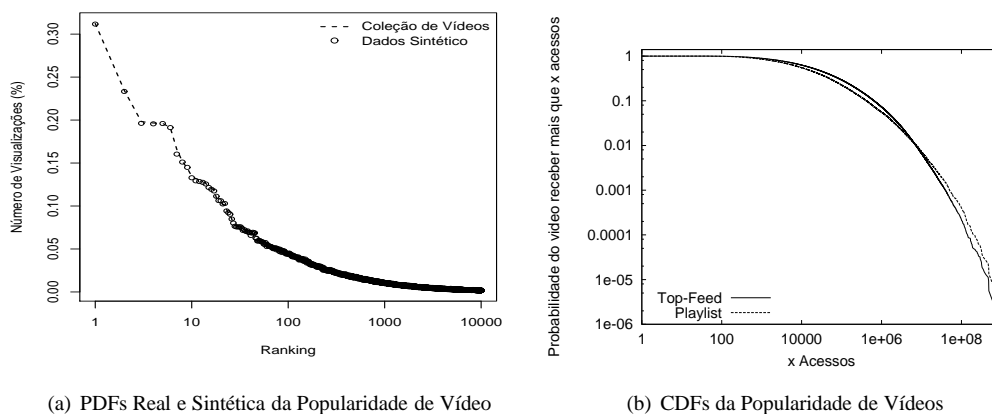 Coleção de Vídeos
Dados Sintético
Número de Visualizações (%)
0.30
0.25
0.20
0.15
0.10
0.05
0.00
1
10
100
1000
10000
Ranking
(a) PDFs Real e Sintética da Popularidade de Vídeo
Probabilidade do video receber mais que x acessos
1
0.1
0.01
0.001
0.0001
1e-05
1e-06
Top-Feed
Playlist
1
100
10000
1e+06
1e+08
x Acessos
(b) CDFs da Popularidade de Vídeos